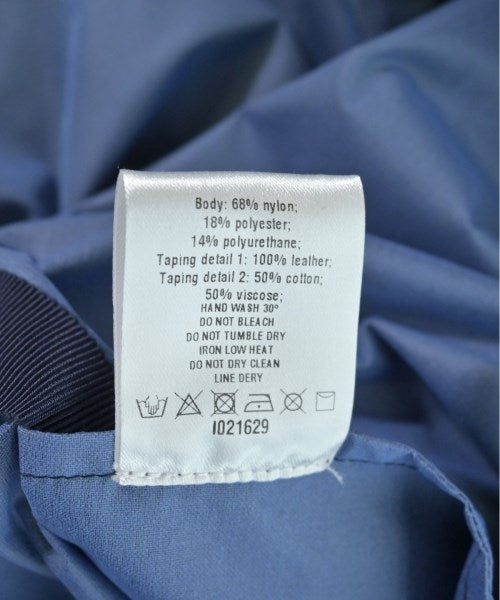 Body: 68% nylon;
18% polyester;
14% polyurethane;
Taping detail 1: 100% leather;
Taping detail 2: 50% cotton;
50% viscose;
HAND WASH 30°
DO NOT BLEACH
DO NOT TUMBLE DRY
IRON LOW HEAT
DO NOT DRY CLEAN
LINE DERY
I021629